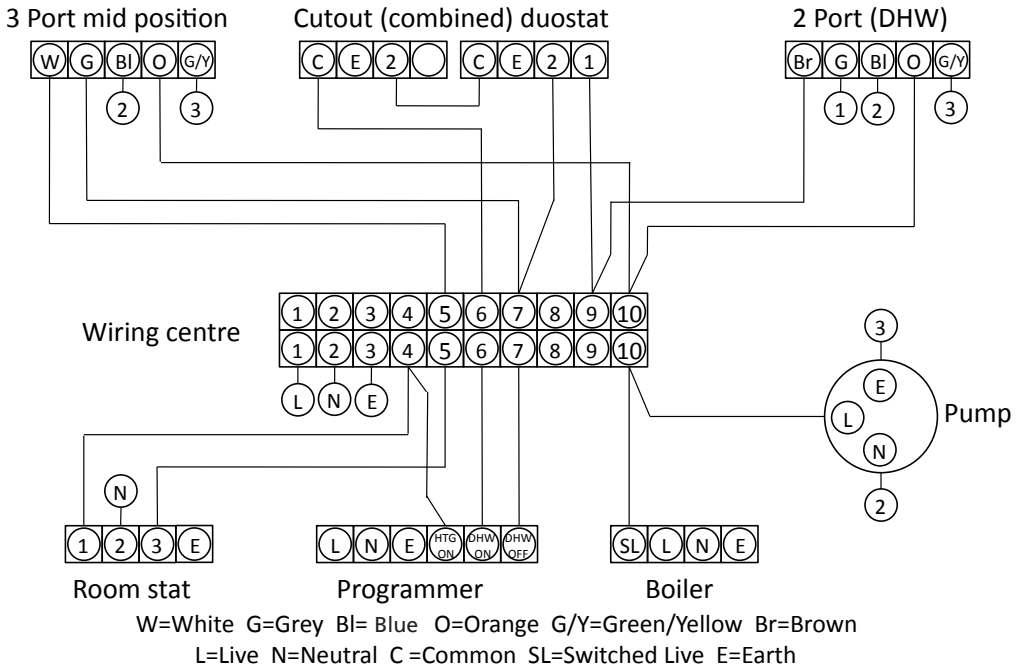 3 Port mid position Cutout (combined) duostat 2 Port (DHW)
W G Bl O G/Y C E 2 C E 2 1 Br G Bl O G/Y
2 3 1 2 3
Wiring centre
1 2 3 4 5 6 7 8 9 10
1 2 3 4 5 6 7 8 9 10
L N E
3
E
L
N
Pump
2
N
1 2 3 E L N E HTG ON DHW ON DHW OFF SL L N E
Room stat Programmer Boiler
W=White G=Grey Bl= Blue O=Orange G/Y=Green/Yellow Br=Brown
L=Live N=Neutral C =Common SL=Switched Live E=Earth